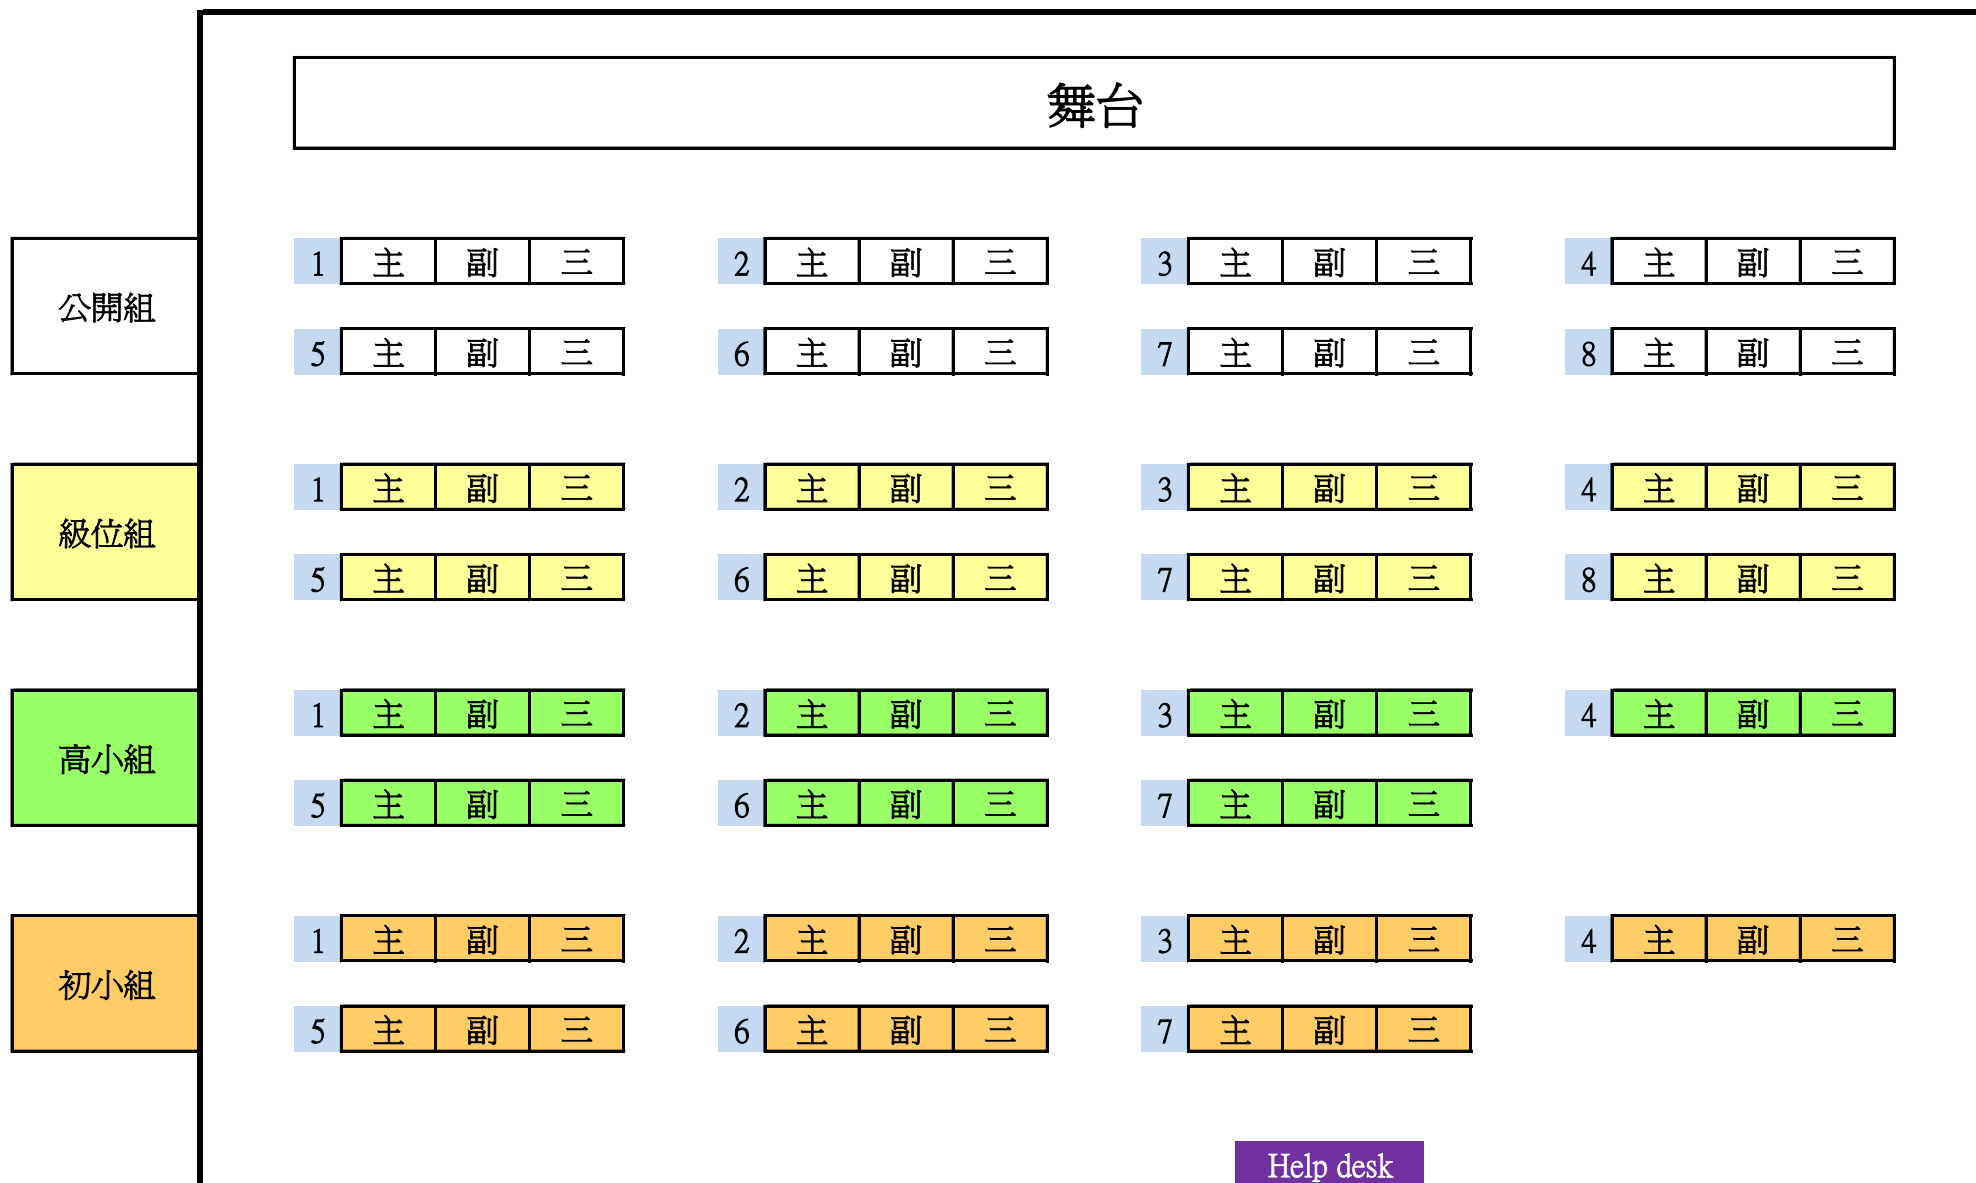 舞台
1 主 副 三 2 主 副 三 3 主 副 三 4 主 副 三
公開組
5 主 副 三 6 主 副 三 7 主 副 三 8 主 副 三
1 主 副 三 2 主 副 三 3 主 副 三 4 主 副 三
級位組
5 主 副 三 6 主 副 三 7 主 副 三 8 主 副 三
1 主 副 三 2 主 副 三 3 主 副 三 4 主 副 三
高小組
5 主 副 三 6 主 副 三 7 主 副 三
1 主 副 三 2 主 副 三 3 主 副 三 4 主 副 三
初小組
5 主 副 三 6 主 副 三 7 主 副 三
Help desk